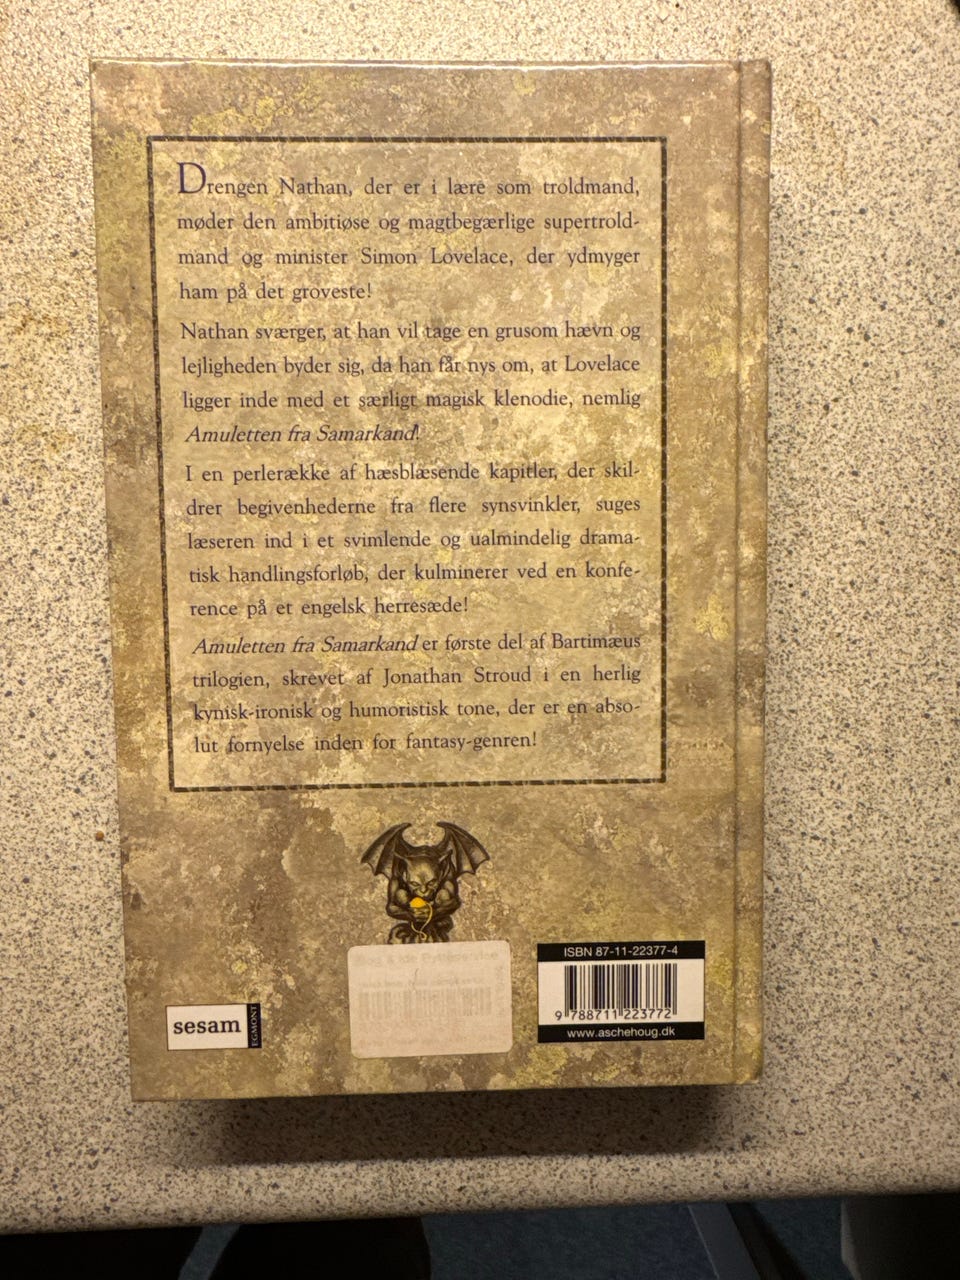 Drengen Nathan, der er i lære som troldmand,
møder den ambitiøse og magtbegærlige supertrold-
mand og minister Simon Lovelace, der ydmyger
ham på det groveste!
Nathan sværger, at han vil tage en grusom hævn og
lejligheden byder sig, da han får nys om, at Lovelace
ligger inde med et særligt magisk klenodie, nemlig
Amuletten fra Samarkand!
I en perlerække af hæsblæsende kapitler, der skil-
drer begivenhederne fra flere synsvinkler, suges
læseren ind i et svimlende og ualmindelig drama-
tisk handlingsforløb, der kulminerer ved en konfe-
rence på et engelsk herresæde!
Amuletten fra Samarkand er første del af Bartimæus
trilogien, skrevet af Jonathan Stroud i en herlig
kynisk-ironisk og humoristisk tone, der er en abso-
lut fornyelse inden for fantasy-genren!
sesam
EGMONT
ISBN 87-11-22377-4
9 788711 223772
www.aschehoug.dk